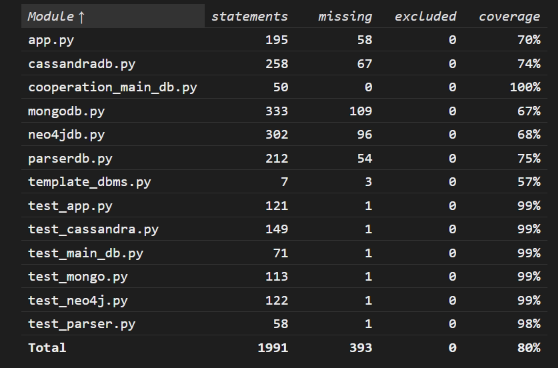 Module ↑ statements missing excluded coverage
app.py 195 58 0 70%
cassandradb.py 258 67 0 74%
cooperation_main_db.py 50 0 0 100%
mongodb.py 333 109 0 67%
neo4jdb.py 302 96 0 68%
parserdb.py 212 54 0 75%
template_dbms.py 7 3 0 57%
test_app.py 121 1 0 99%
test_cassandra.py 149 1 0 99%
test_main_db.py 71 1 0 99%
test_mongo.py 113 1 0 99%
test_neo4j.py 122 1 0 99%
test_parser.py 58 1 0 98%
Total 1991 393 0 80%